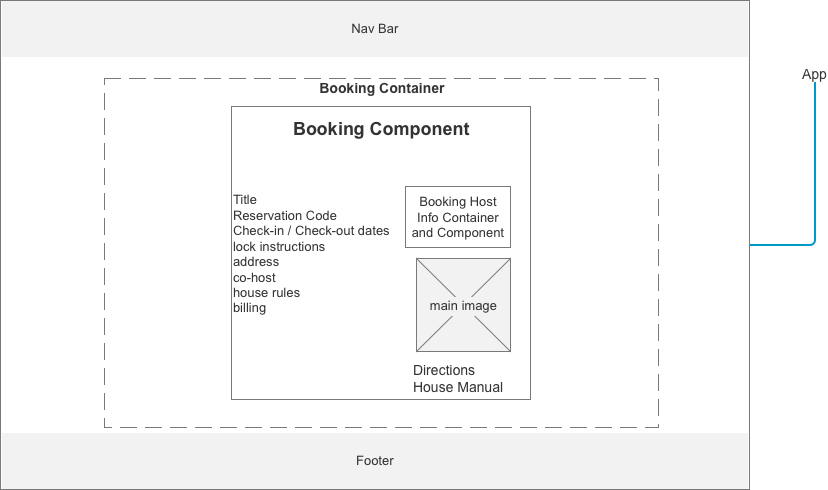 Nav Bar
App
Booking Container
Booking Component
Title
Reservation Code
Check-in / Check-out dates
lock instructions
address
co-host
house rules
billing
Booking Host
Info Container
and Component
main image
Directions
House Manual
Footer